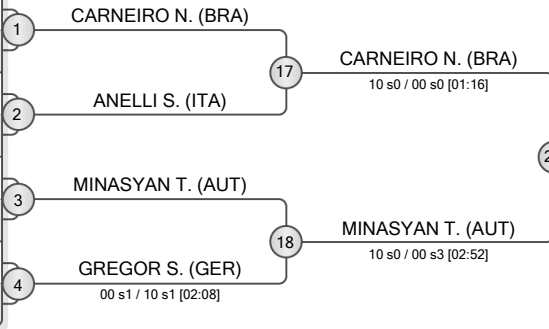 1
CARNEIRO N. (BRA)
17
CARNEIRO N. (BRA)
10 s0 / 00 s0 [01:16]
2
ANELLI S. (ITA)
3
MINASYAN T. (AUT)
18
MINASYAN T. (AUT)
10 s0 / 00 s3 [02:52]
4
GREGOR S. (GER)
00 s1 / 10 s1 [02:08]